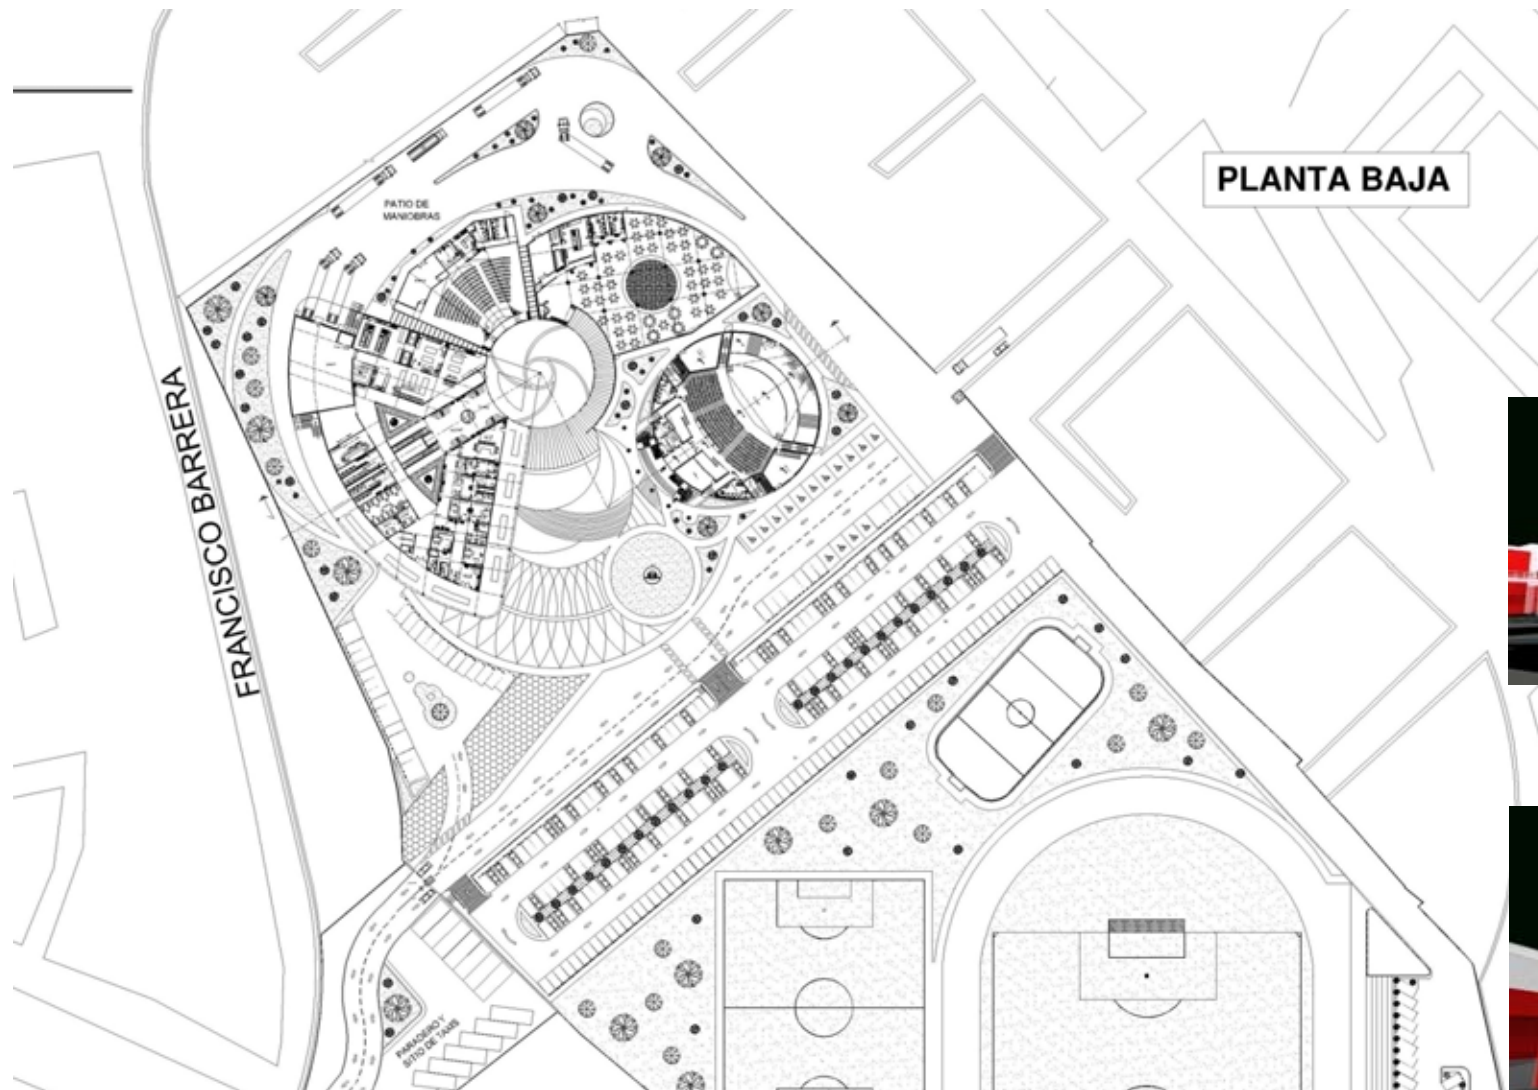 PLANTA BAJA
PATIO DE
MANIOBRAS
FRANCISCO BARRERA
PARADERO Y
SITIO DE TAXIS